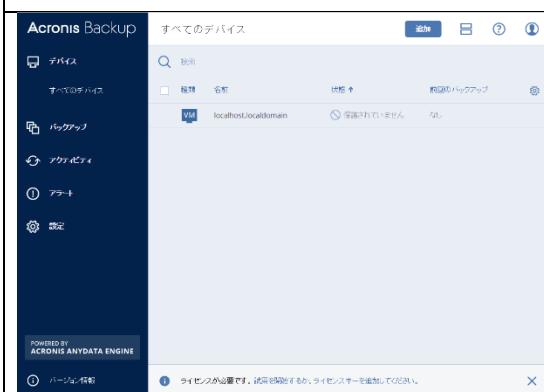 Acronis Backup
すべてのデバイス
追加
デバイス
検索
すべてのデバイス
種類 名前 状態 ↑ 前回のバックアップ
VM localhost.localdomain 保護されていません なし
バックアップ
アクティビティ
アラート
設定
POWERED BY
ACRONIS ANYDATA ENGINE
バージョン情報
ライセンスが必要です。試用を開始するか、ライセンスキーを追加してください。